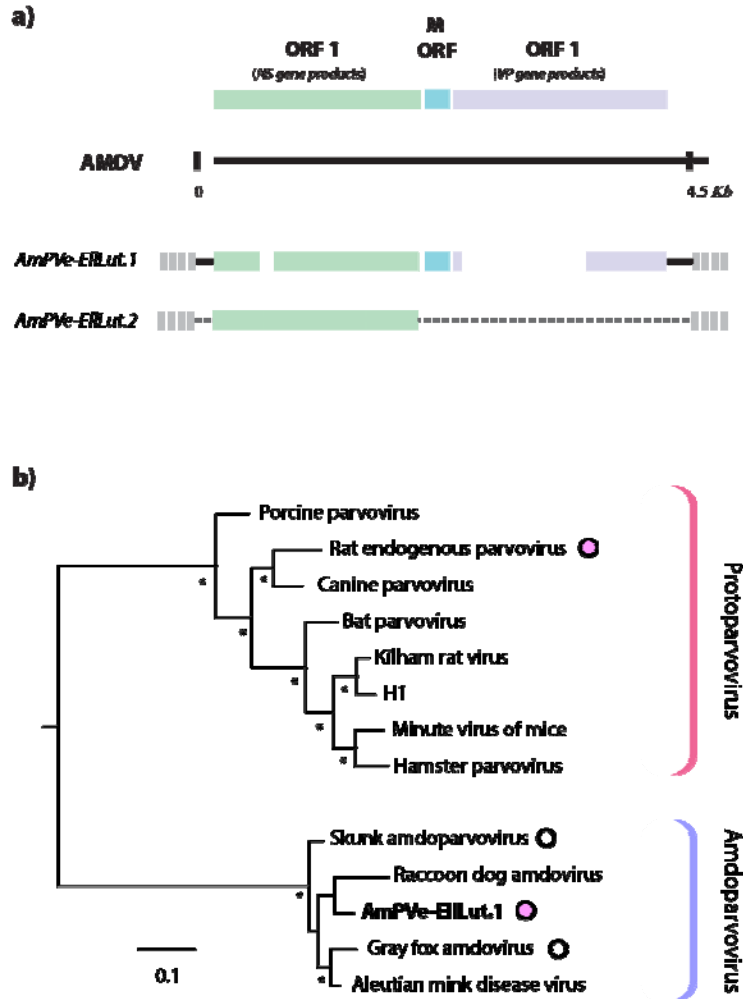 a)
M
ORF 1 ORF ORF 1
(NS gene products) (VP gene products)
AMDV
0 4.5 Kb
AmPVe-EllLut.1
AmPVe-EllLut.2
b)
Porcine parvovirus
Rat endogenous parvovirus
*
Canine parvovirus
*
*
Bat parvovirus
Kilham rat virus
*
*
H1
Minute virus of mice
*
*
Hamster parvovirus
Protoparvovirus
Skunk amdoparvovirus
Raccoon dog amdovirus
*
AmPVe-EllLut.1
Gray fox amdovirus
*
Aleutian mink disease virus
Amdoparvovirus
0.1